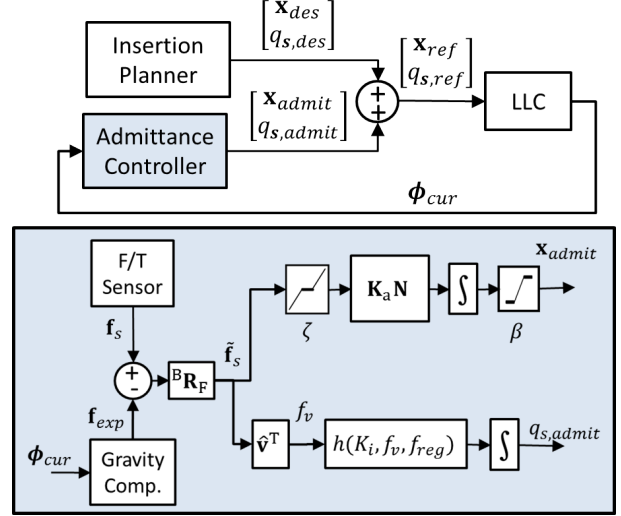 [x_des
q_s,des]
Insertion
Planner
[x_ref
q_s,ref]
+
+
LLC
[x_admit
q_s,admit]
Admittance
Controller
ϕ_cur
F/T
Sensor
x_admit
K_a N
∫
ζ
β
f_s
f̃_s
+
-
ᴮR_F
f_exp
f_v
q_s,admit
v̂ᵀ
h(K_i, f_v, f_reg)
∫
ϕ_cur
Gravity
Comp.